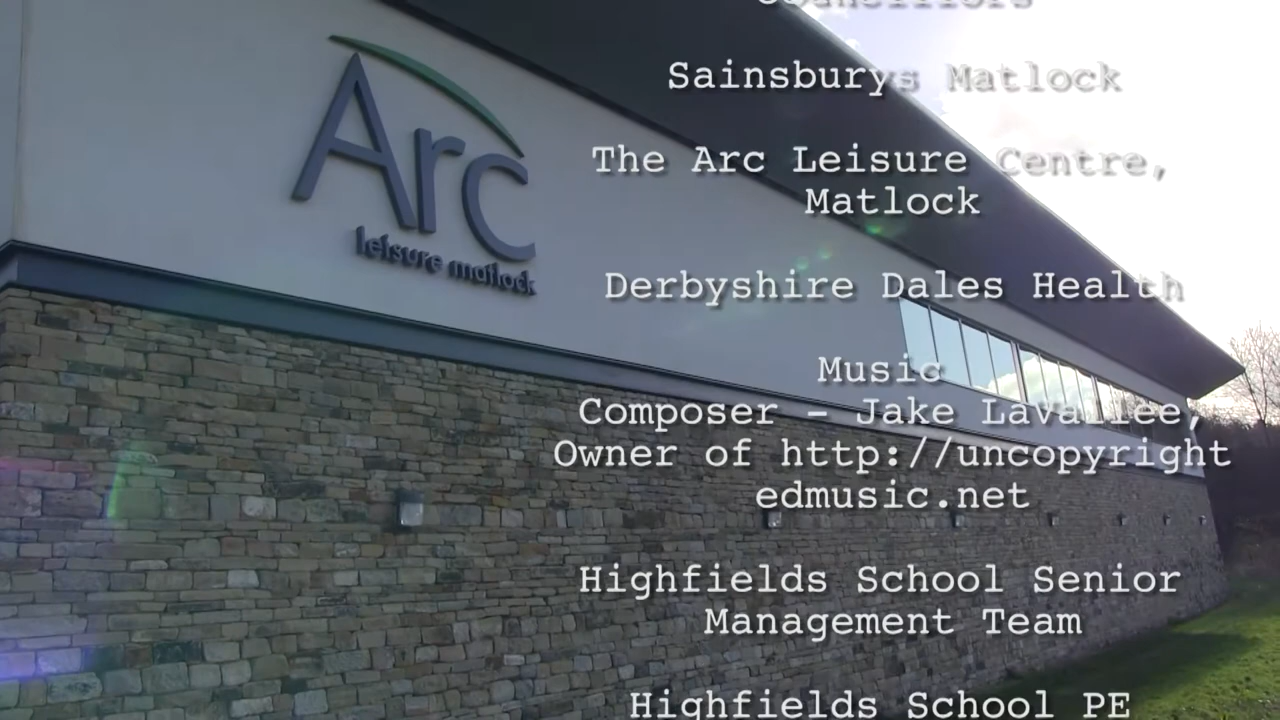 Councillors
Sainsburys Matlock
The Arc Leisure Centre,
Matlock
Derbyshire Dales Health
Music
Composer - Jake LaVallee,
Owner of http://uncopyright
edmusic.net
Highfields School Senior
Management Team
Highfields School PE
Arc
leisure matlock